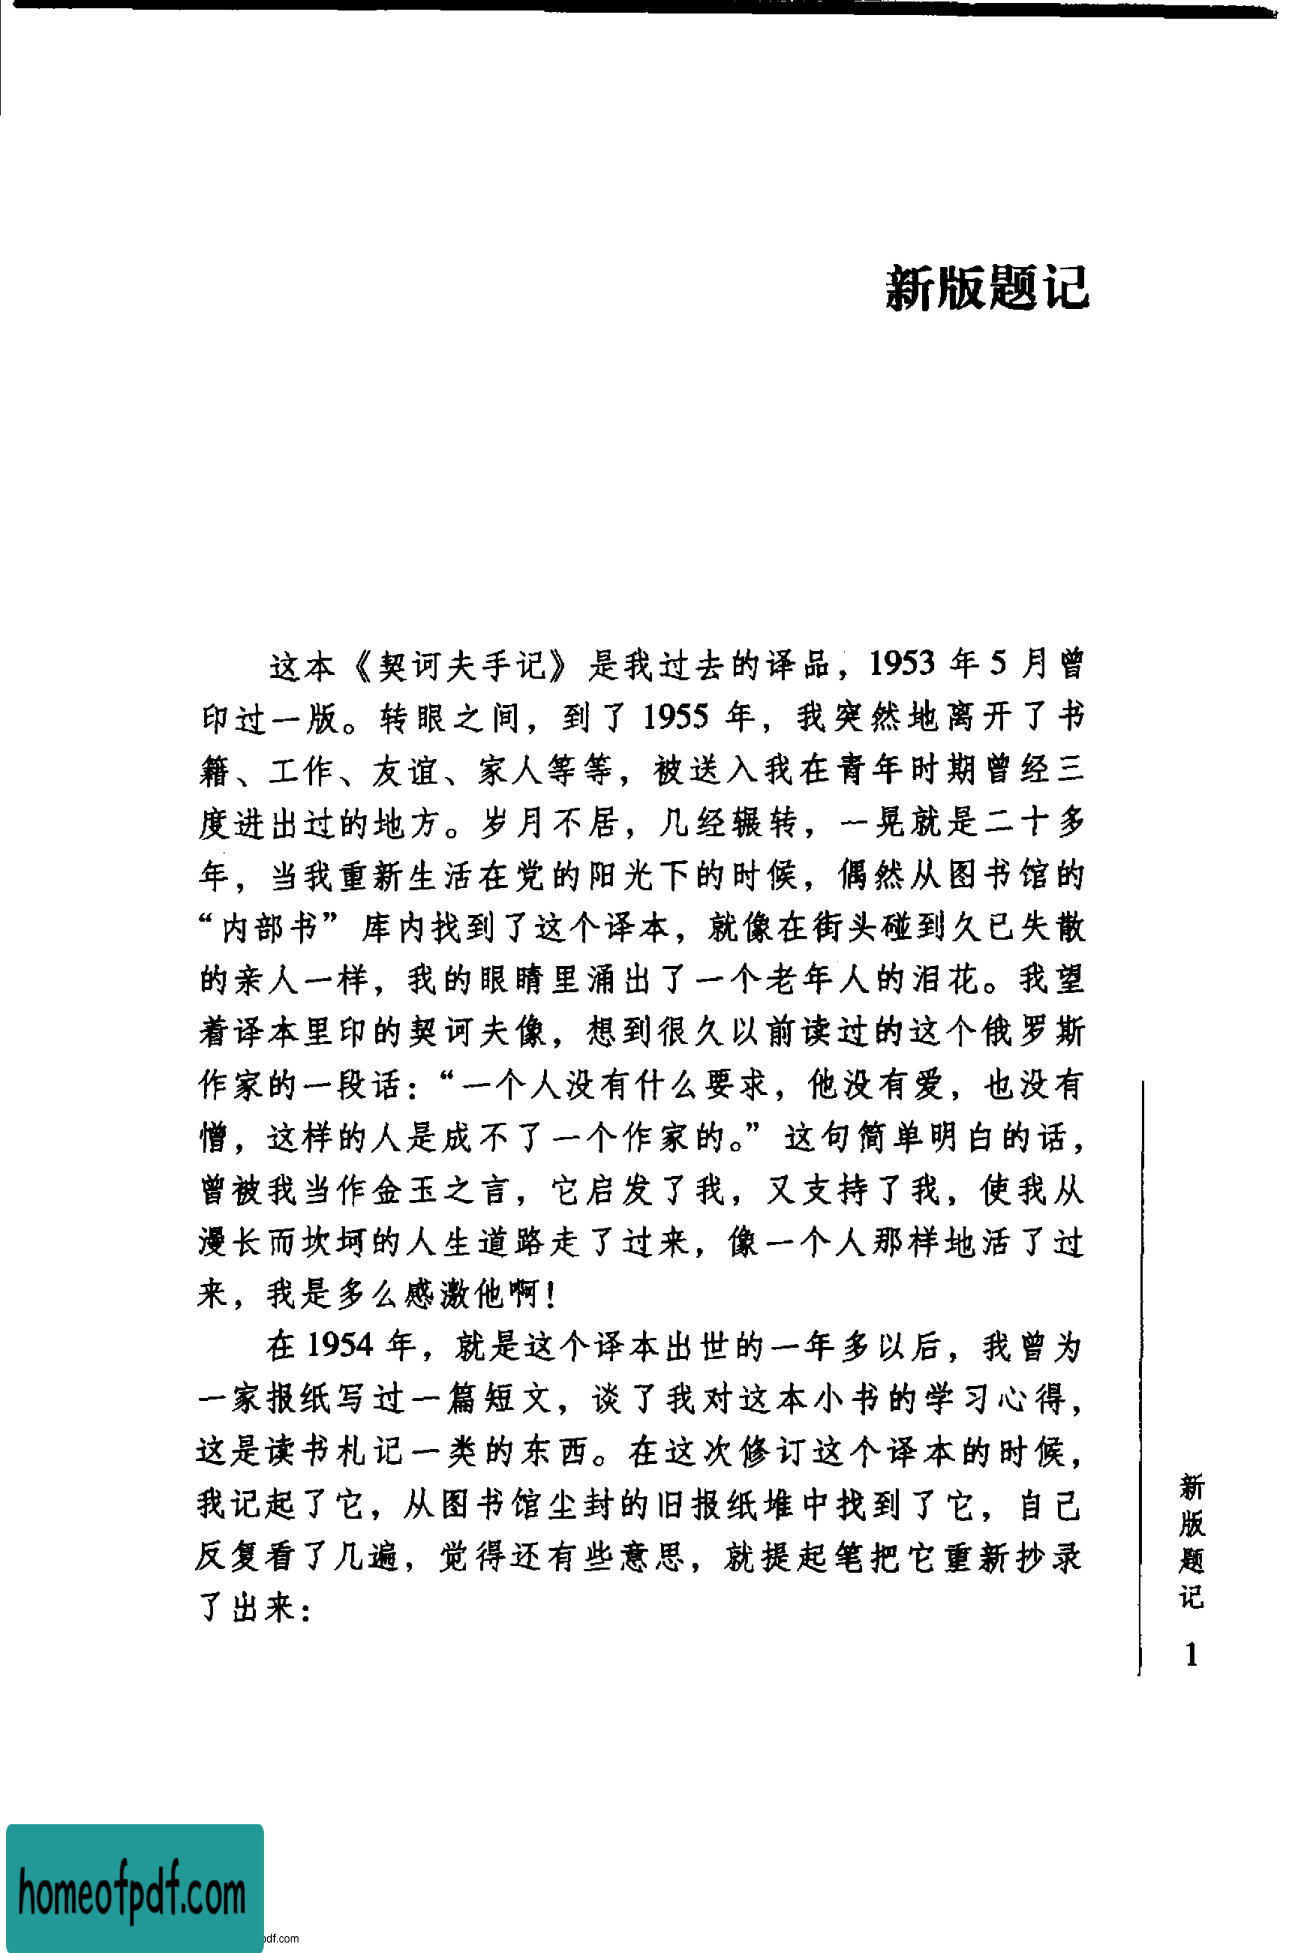 新版题记
这本《契诃夫手记》是我过去的译品，1953 年 5 月曾
印过一版。转眼之间，到了 1955 年，我突然地离开了书
籍、工作、友谊、家人等等，被送入我在青年时期曾经三
度进出过的地方。岁月不居，几经辗转，一晃就是二十多
年，当我重新生活在党的阳光下的时候，偶然从图书馆的
“内部书”库内找到了这个译本，就像在街头碰到久已失散
的亲人一样，我的眼睛里涌出了一个老年人的泪花。我望
着译本里印的契诃夫像，想到很久以前读过的这个俄罗斯
作家的一段话：“一个人没有什么要求，他没有爱，也没有
憎，这样的人是成不了一个作家的。”这句简单明白的话，
曾被我当作金玉之言，它启发了我，又支持了我，使我从
漫长而坎坷的人生道路走了过来，像一个人那样地活了过
来，我是多么感激他啊！
在 1954 年，就是这个译本出世的一年多以后，我曾为
一家报纸写过一篇短文，谈了我对这本小书的学习心得，
这是读书札记一类的东西。在这次修订这个译本的时候，
我记起了它，从图书馆尘封的旧报纸堆中找到了它，自己
反复看了几遍，觉得还有些意思，就提起笔把它重新抄录
了出来：
新版题记
1
homeofpdf.com
pdf.com